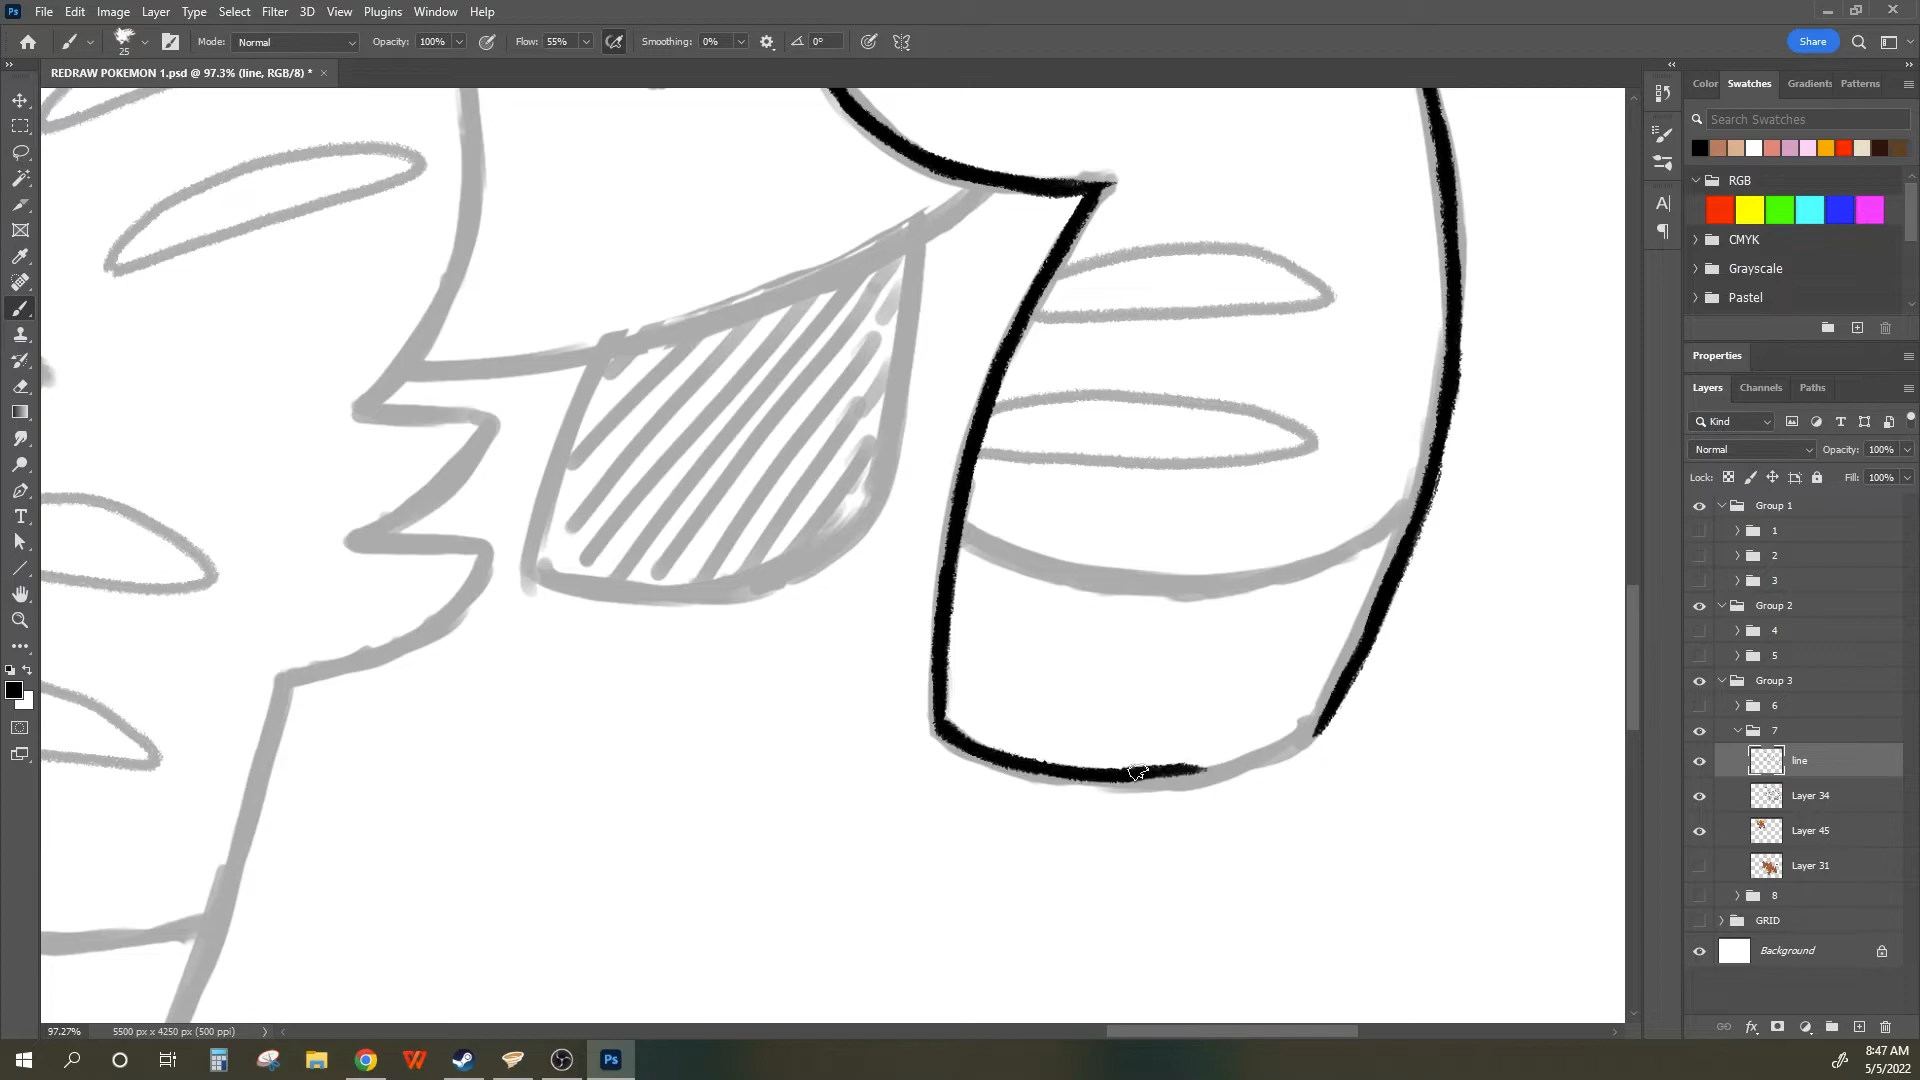 Ps File Edit Image Layer Type Select Filter 3D View Plugins Window Help
25 Mode: Normal Opacity: 100% Flow: 55% Smoothing: 0% 0° Share
REDRAW POKEMON 1.psd @ 97.3% (line, RGB/8) * ×
Color Swatches Gradients Patterns
Search Swatches
RGB
CMYK
Grayscale
Pastel
Properties
Layers Channels Paths
Kind
Normal Opacity: 100%
Lock: Fill: 100%
Group 1
1
2
3
Group 2
4
5
Group 3
6
7
line
Layer 34
Layer 45
Layer 31
8
GRID
Background
97.27% 5500 px x 4250 px (500 ppi)
Ps
8:47 AM
5/5/2022